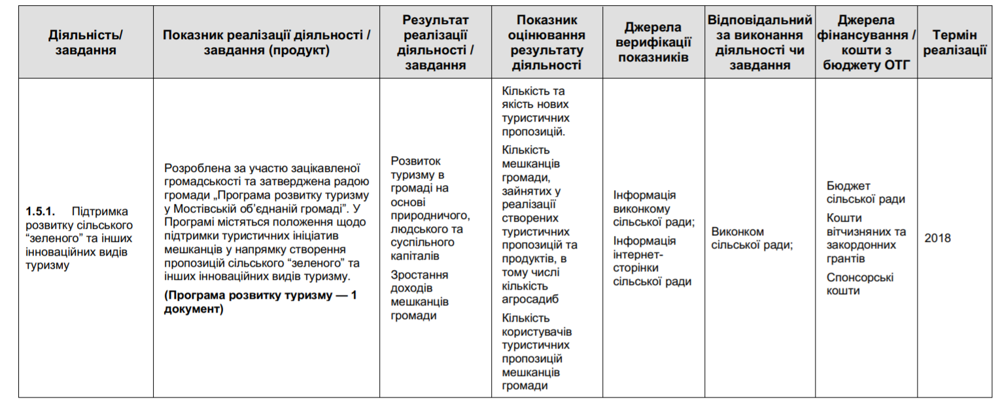 Діяльність/
завдання
Показник реалізації діяльності /
завдання (продукт)
Результат
реалізації
діяльності /
завдання
Показник
оцінювання
результату
діяльності
Джерела
верифікації
показників
Відповідальний
за виконання
діяльності чи
завдання
Джерела
фінансування /
кошти з
бюджету ОТГ
Термін
реалізації
1.5.1. Підтримка
розвитку сільського
“зеленого” та інших
інноваційних видів
туризму
Розроблена за участю зацікавленої
громадськості та затверджена радою
громади „Програма розвитку туризму
у Мостівській об’єднаній громаді”. У
Програмі містяться положення щодо
підтримки туристичних ініціатив
мешканців у напрямку створення
пропозицій сільського “зеленого” та
інших інноваційних видів туризму.
(Програма розвитку туризму — 1
документ)
Розвиток
туризму в
громаді на
основі
природничого,
людського та
суспільного
капіталів
Зростання
доходів
мешканців
громади
Кількість та
якість нових
туристичних
пропозицій.
Кількість
мешканців
громади,
зайнятих у
реалізації
створених
туристичних
пропозицій та
продуктів, в
тому числі
кількість
агросадиб
Кількість
користувачів
туристичних
пропозицій
мешканців
громади
Інформація
виконкому
сільської ради;
Інформація
інтернет-
сторінки
сільської ради
Виконком
сільської ради;
Бюджет
сільської ради
Кошти
вітчизняних та
закордонних
грантів
Спонсорські
кошти
2018